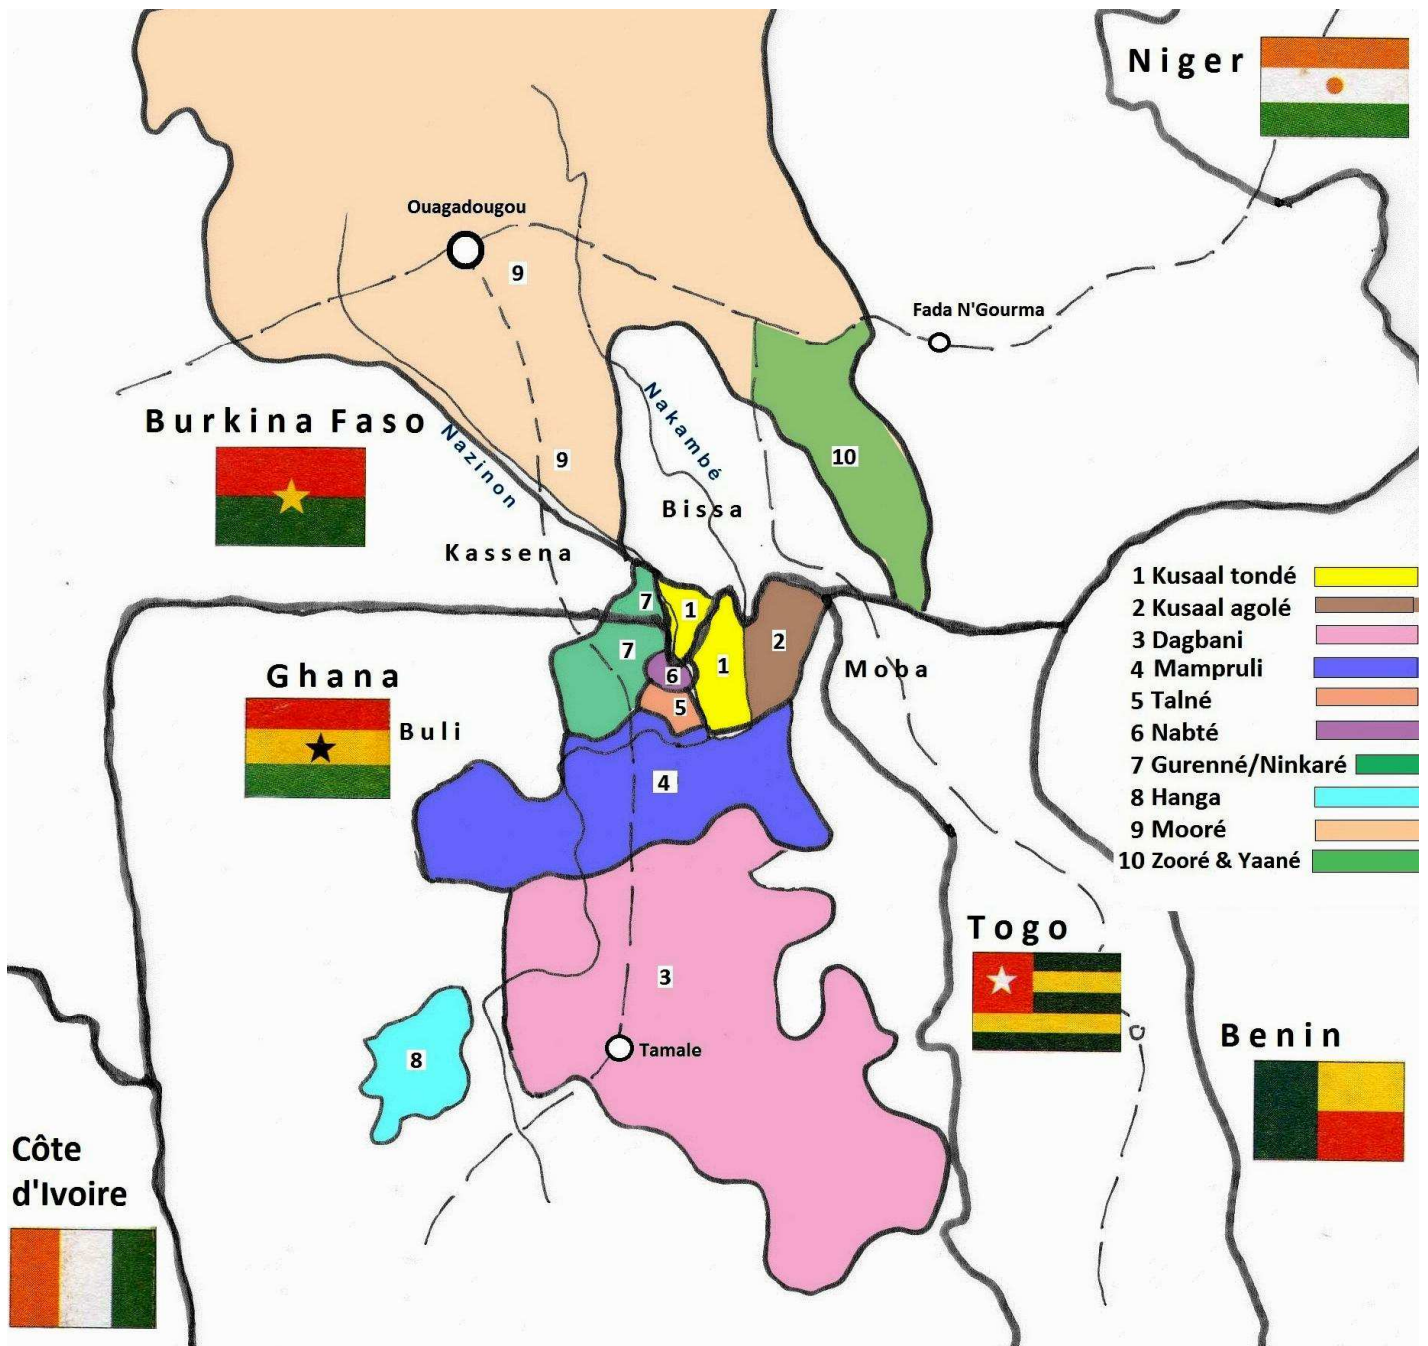 Niger
Ouagadougou
9
Fada N'Gourma
Burkina Faso
Nazinon
Nakambé
9
10
Bissa
Kassena
1 Kusaal tondé
2 Kusaal agolé
3 Dagbani
4 Mampruli
5 Talné
6 Nabté
7 Gurenné/Ninkaré
8 Hanga
9 Mooré
10 Zooré & Yaané
7
1
2
7
1
6
5
Moba
Ghana
Buli
4
Togo
3
Tamale
8
Benin
Côte
d'Ivoire